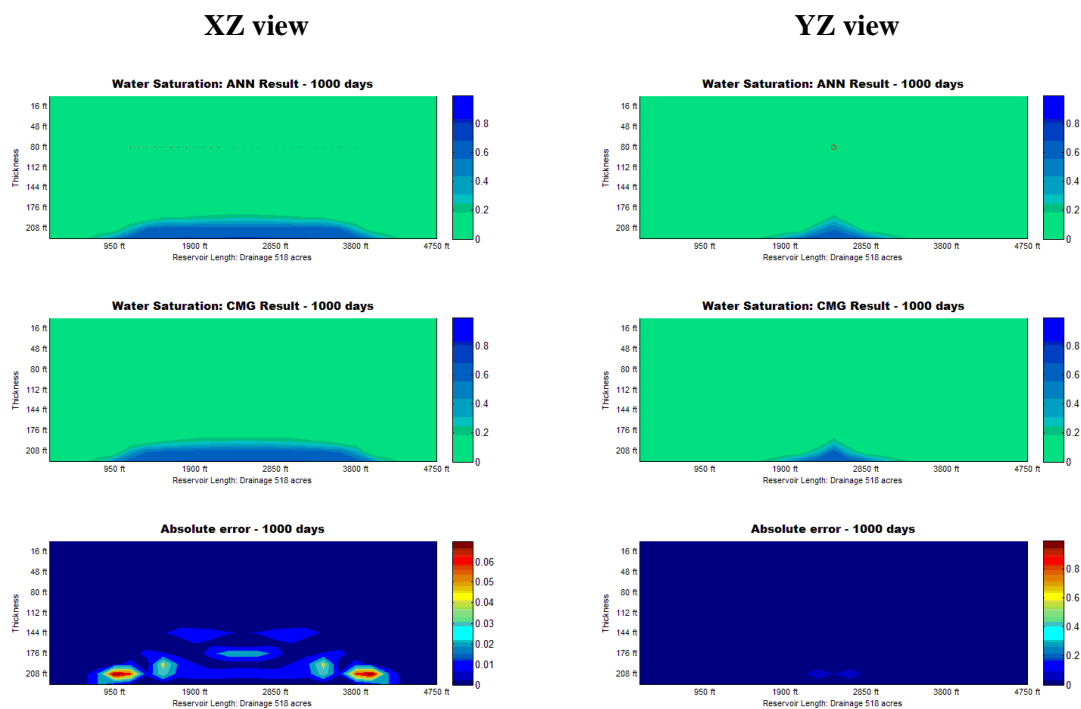 XZ view
YZ view
Water Saturation: ANN Result - 1000 days
16 ft
48 ft
80 ft
112 ft
144 ft
176 ft
208 ft
Thickness
0.8
0.6
0.4
0.2
0
950 ft 1900 ft 2850 ft 3800 ft 4750 ft
Reservoir Length: Drainage 518 acres
Water Saturation: ANN Result - 1000 days
16 ft
48 ft
80 ft
112 ft
144 ft
176 ft
208 ft
Thickness
0.8
0.6
0.4
0.2
0
950 ft 1900 ft 2850 ft 3800 ft 4750 ft
Reservoir Length: Drainage 518 acres
Water Saturation: CMG Result - 1000 days
16 ft
48 ft
80 ft
112 ft
144 ft
176 ft
208 ft
Thickness
0.8
0.6
0.4
0.2
0
950 ft 1900 ft 2850 ft 3800 ft 4750 ft
Reservoir Length: Drainage 518 acres
Water Saturation: CMG Result - 1000 days
16 ft
48 ft
80 ft
112 ft
144 ft
176 ft
208 ft
Thickness
0.8
0.6
0.4
0.2
0
950 ft 1900 ft 2850 ft 3800 ft 4750 ft
Reservoir Length: Drainage 518 acres
Absolute error - 1000 days
16 ft
48 ft
80 ft
112 ft
144 ft
176 ft
208 ft
Thickness
0.06
0.05
0.04
0.03
0.02
0.01
0
950 ft 1900 ft 2850 ft 3800 ft 4750 ft
Reservoir Length: Drainage 518 acres
Absolute error - 1000 days
16 ft
48 ft
80 ft
112 ft
144 ft
176 ft
208 ft
Thickness
0.8
0.6
0.4
0.2
0
950 ft 1900 ft 2850 ft 3800 ft 4750 ft
Reservoir Length: Drainage 518 acres